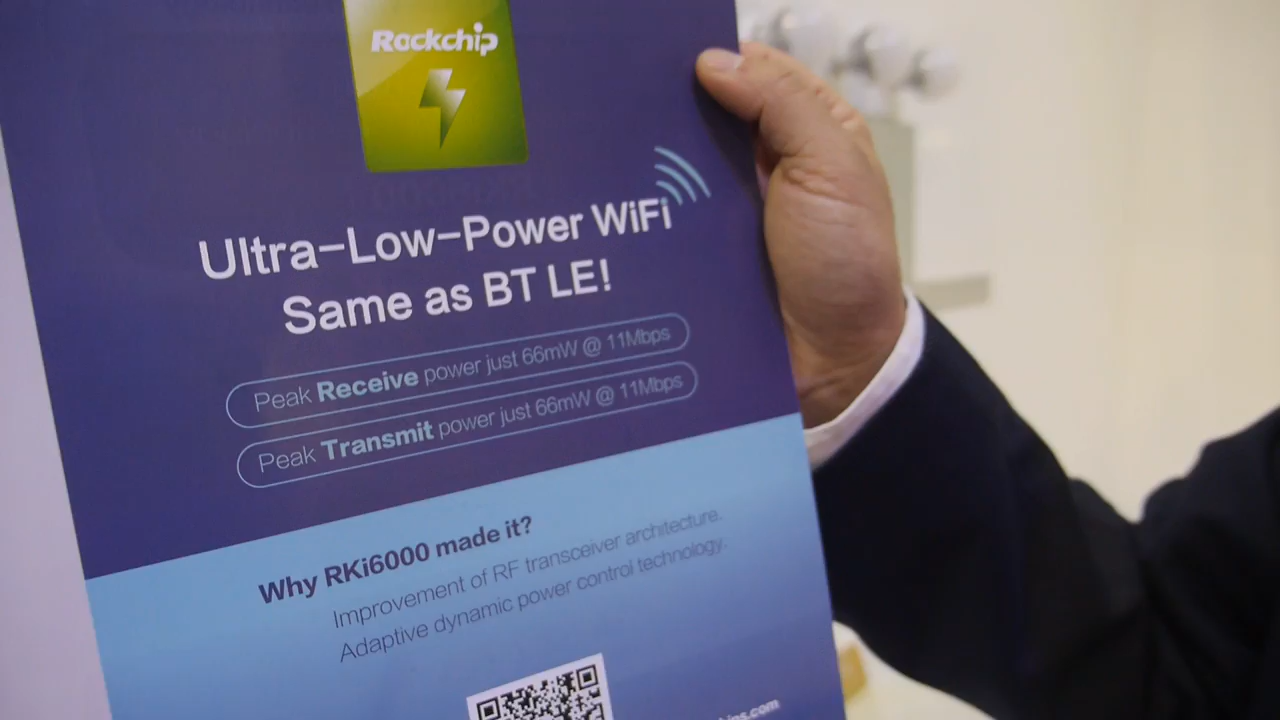 Rockchip
Ultra-Low-Power WiFi
Same as BT LE!
Peak Receive power just 66mW @ 11Mbps
Peak Transmit power just 66mW @ 11Mbps
Why RKi6000 made it?
Improvement of RF transceiver architecture.
Adaptive dynamic power control technology.